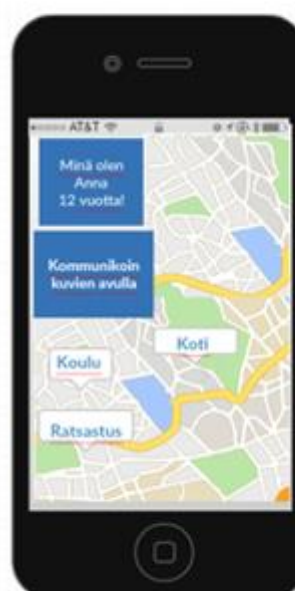 AT&T
Minä olen
Anna
12 vuotta!
Kommunikoin
kuvien avulla
Koti
Koulu
Ratsastus